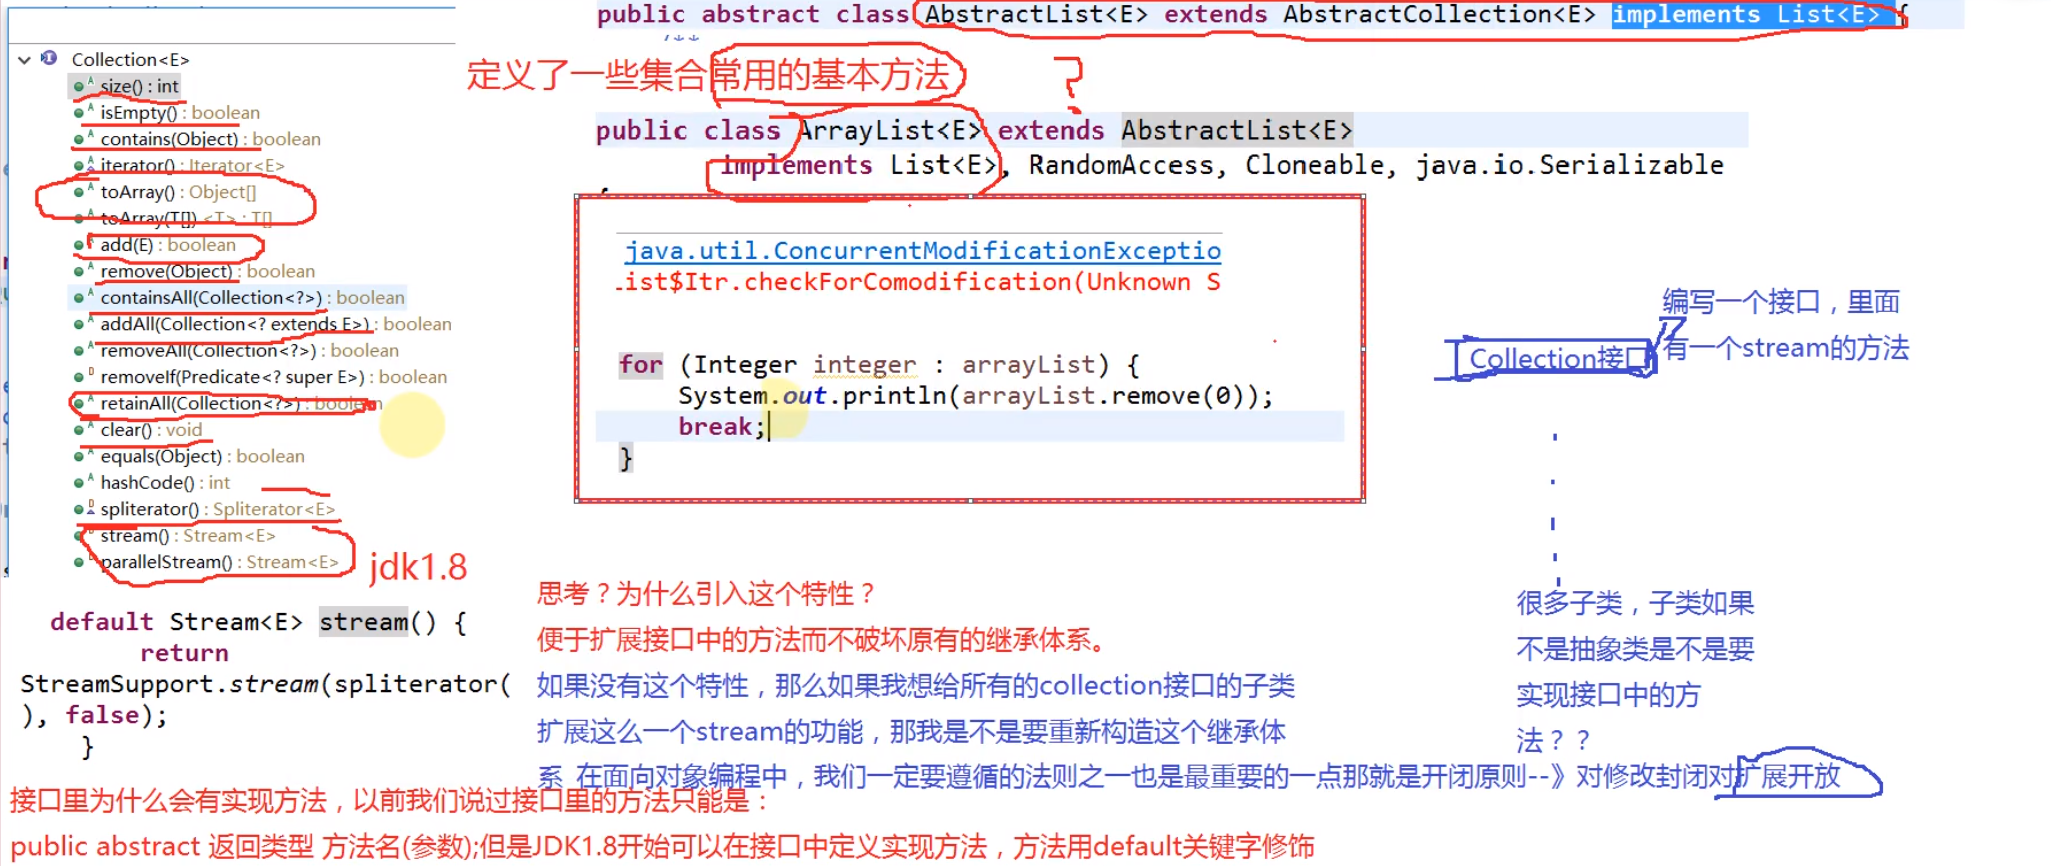 public abstract class AbstractList<E> extends AbstractCollection<E> implements List<E> {
/**
定义了一些集合常用的基本方法
?
public class ArrayList<E> extends AbstractList<E>
implements List<E>, RandomAccess, Cloneable, java.io.Serializable
Collection<E>
size() : int
isEmpty() : boolean
contains(Object) : boolean
iterator() : Iterator<E>
toArray() : Object[]
toArray(T[]) <T> : T[]
add(E) : boolean
remove(Object) : boolean
containsAll(Collection<?>) : boolean
addAll(Collection<? extends E>) : boolean
removeAll(Collection<?>) : boolean
removeIf(Predicate<? super E>) : boolean
retainAll(Collection<?>) : boolean
clear() : void
equals(Object) : boolean
hashCode() : int
spliterator() : Spliterator<E>
stream() : Stream<E>
parallelStream() : Stream<E>
jdk1.8
java.util.ConcurrentModificationExceptio
ist$Itr.checkForComodification(Unknown S
for (Integer integer : arrayList) {
System.out.println(arrayList.remove(0));
break;
}
编写一个接口，里面
有一个stream的方法
Collection接口
很多子类，子类如果
不是抽象类是不是要
实现接口中的方
法？？
default Stream<E> stream() {
return
StreamSupport.stream(spliterator(
), false);
}
思考？为什么引入这个特性？
便于扩展接口中的方法而不破坏原有的继承体系。
如果没有这个特性，那么如果我想给所有的collection接口的子类
扩展这么一个stream的功能，那我是不是要重新构造这个继承体
系 在面向对象编程中，我们一定要遵循的法则之一也是最重要的一点那就是开闭原则--》对修改封闭对扩展开放
接口里为什么会有实现方法，以前我们说过接口里的方法只能是：
public abstract 返回类型 方法名(参数);但是JDK1.8开始可以在接口中定义实现方法，方法用default关键字修饰